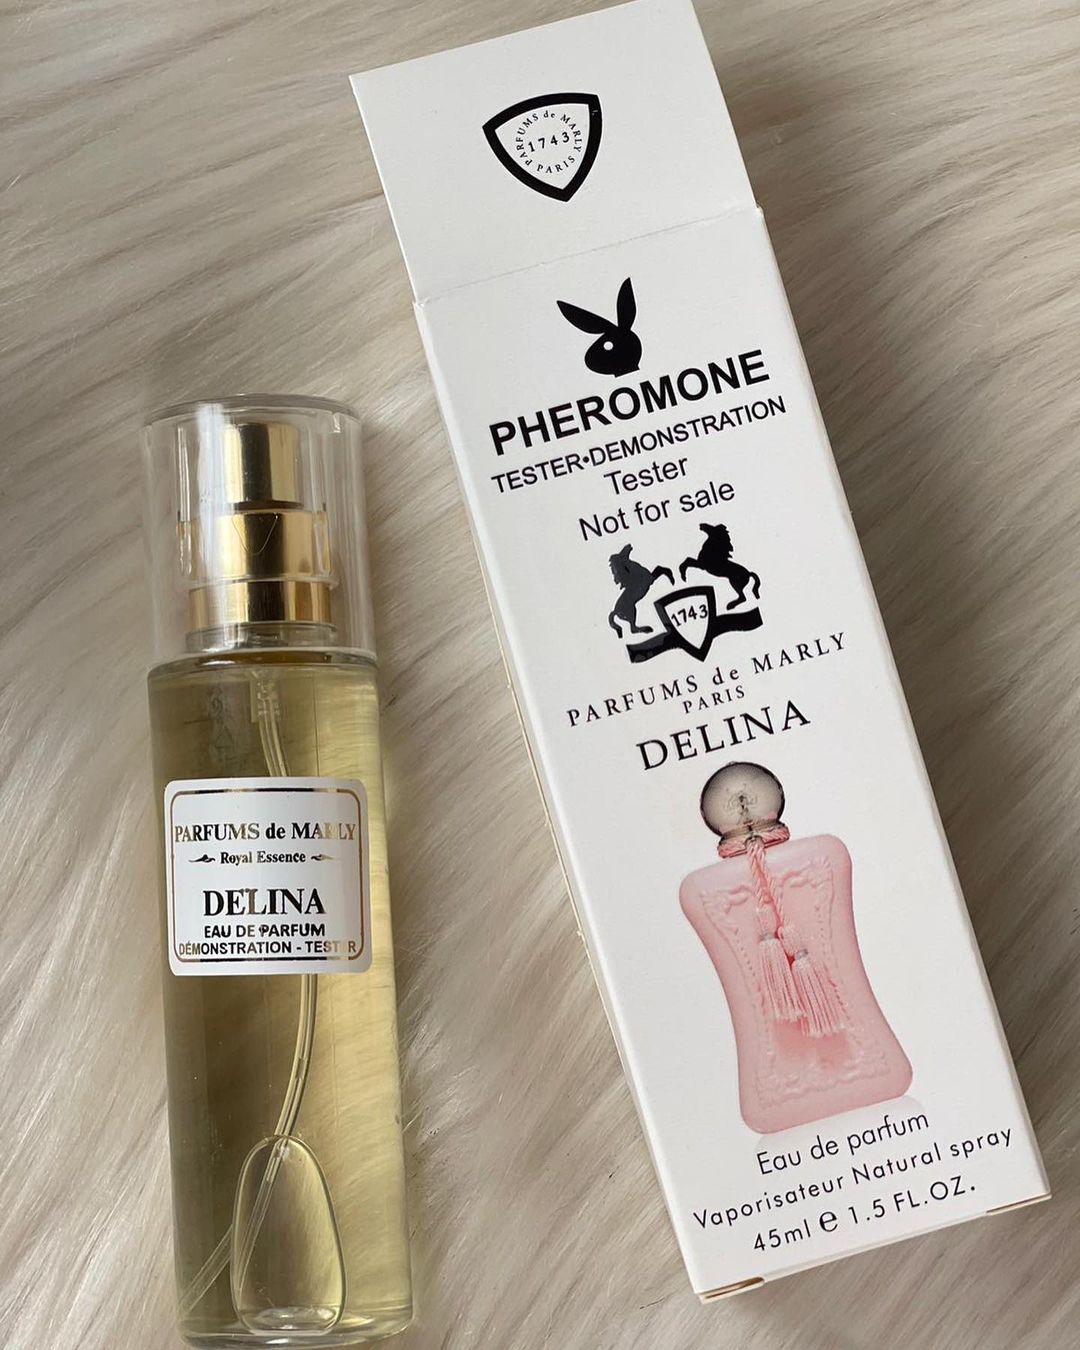 PARFUMS de MARLY
1743
PARIS
PHEROMONE
TESTER•DEMONSTRATION
Tester
Not for sale
1743
PARFUMS de MARLY
PARIS
DELINA
Eau de parfum
Vaporisateur Natural spray
45ml ℮ 1.5 FL.OZ.
PARFUMS de MARLY
Royal Essence
DELINA
EAU DE PARFUM
DÉMONSTRATION - TESTER